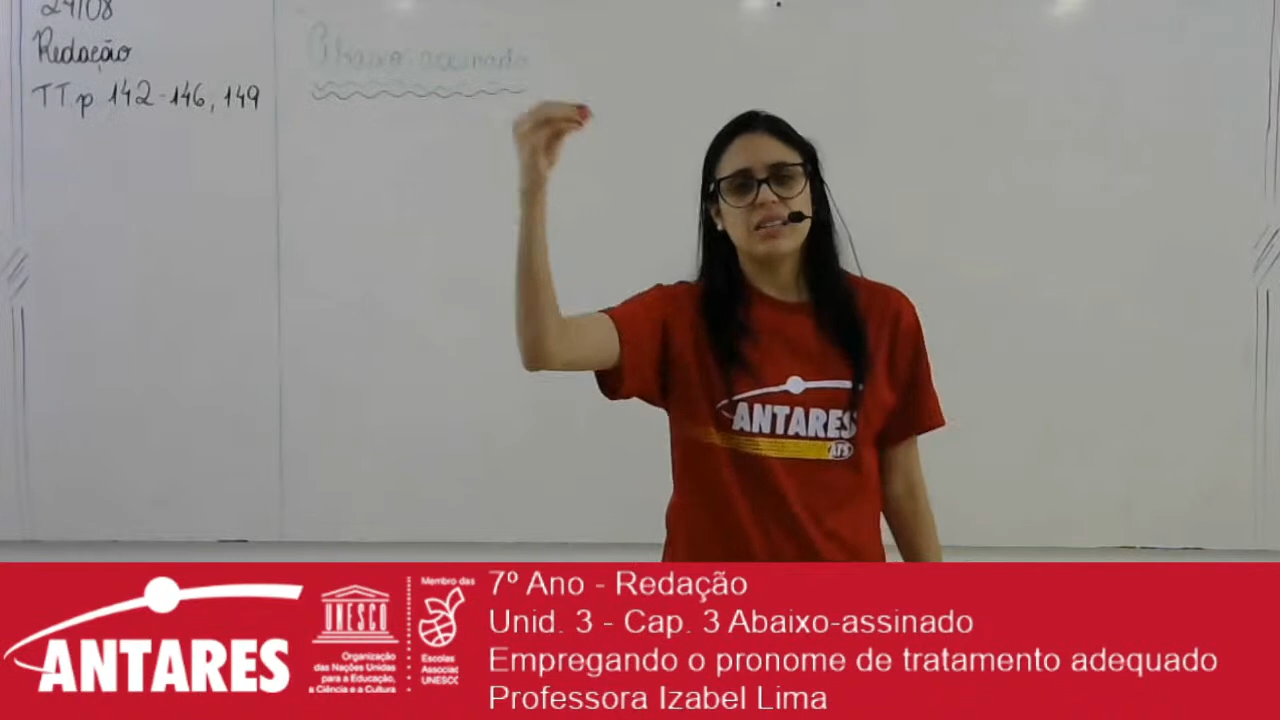 24/08
Redação
TT p 142-146, 149
Abaixo assinado
ANTARES
ANTARES
UNESCO
Organização
das Nações Unidas
para a Educação,
a Ciência e a Cultura
Membro das
Escolas
Associac
UNESCO
7º Ano - Redação
Unid. 3 - Cap. 3 Abaixo-assinado
Empregando o pronome de tratamento adequado
Professora Izabel Lima